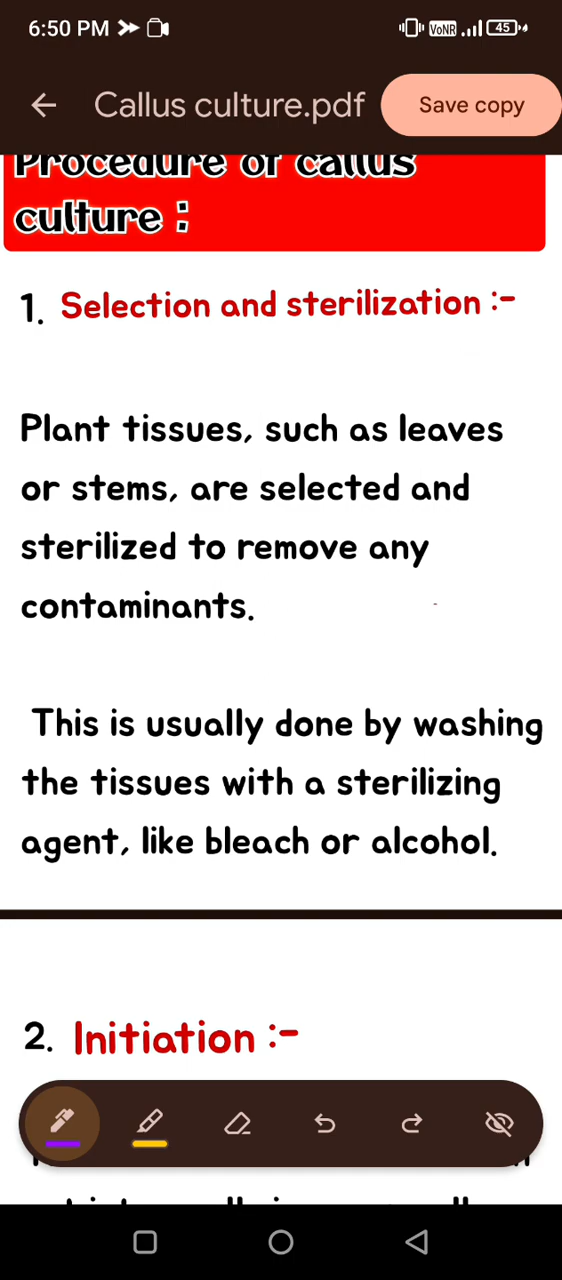 6:50 PM
VoNR
45
Callus culture.pdf
Save copy
Procedure of callus
culture :
1. Selection and sterilization :-
Plant tissues, such as leaves
or stems, are selected and
sterilized to remove any
contaminants.
This is usually done by washing
the tissues with a sterilizing
agent, like bleach or alcohol.
2. Initiation :-